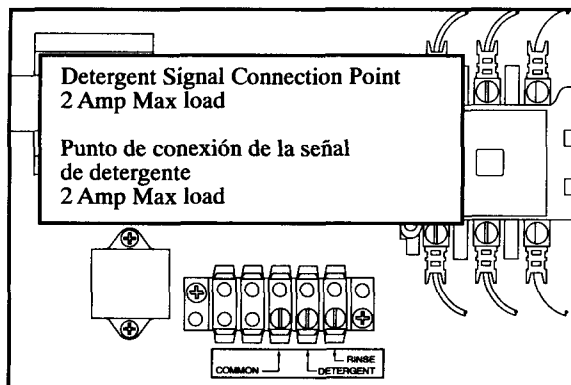 Detergent Signal Connection Point
2 Amp Max load
Punto de conexión de la señal
de detergente
2 Amp Max load
RINSE
COMMON DETERGENT